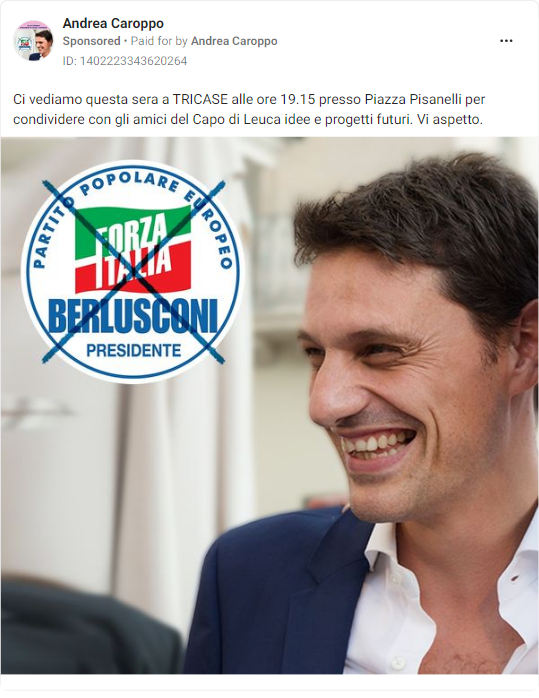 Andrea Caroppo
Sponsored • Paid for by Andrea Caroppo
ID: 1402223343620264
Ci vediamo questa sera a TRICASE alle ore 19.15 presso Piazza Pisanelli per
condividere con gli amici del Capo di Leuca idee e progetti futuri. Vi aspetto.
PARTITO POPOLARE EUROPEO
FORZA
ITALIA
BERLUSCONI
PRESIDENTE